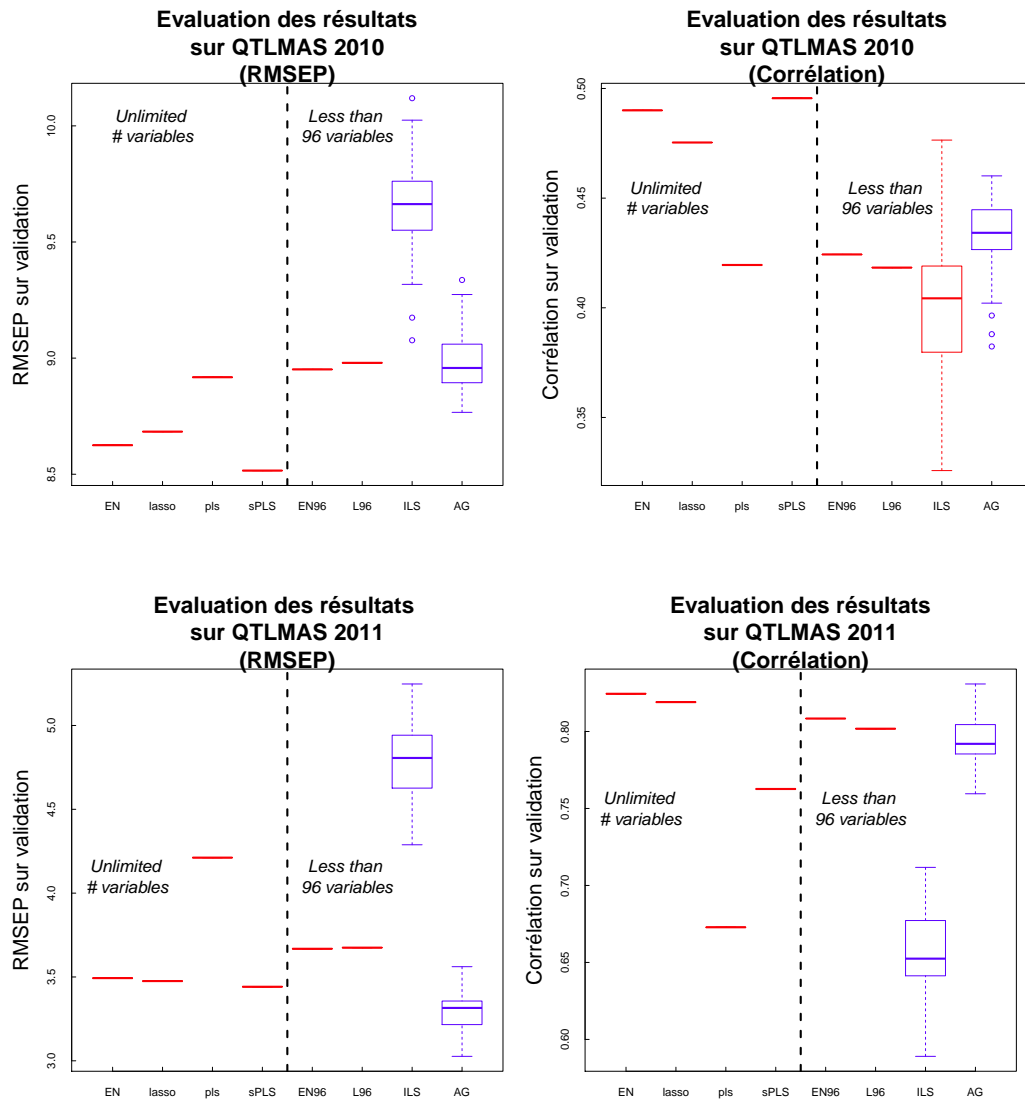 Evaluation des résultats
sur QTLMAS 2010
(RMSEP)
Unlimited
# variables
Less than
96 variables
RMSEP sur validation
10.0
9.5
9.0
8.5
EN lasso pls sPLS EN96 L96 ILS AG
Evaluation des résultats
sur QTLMAS 2010
(Corrélation)
Unlimited
# variables
Less than
96 variables
Corrélation sur validation
0.50
0.45
0.40
0.35
EN lasso pls sPLS EN96 L96 ILS AG
Evaluation des résultats
sur QTLMAS 2011
(RMSEP)
Unlimited
# variables
Less than
96 variables
RMSEP sur validation
5.0
4.5
4.0
3.5
3.0
EN lasso pls sPLS EN96 L96 ILS AG
Evaluation des résultats
sur QTLMAS 2011
(Corrélation)
Unlimited
# variables
Less than
96 variables
Corrélation sur validation
0.80
0.75
0.70
0.65
0.60
EN lasso pls sPLS EN96 L96 ILS AG